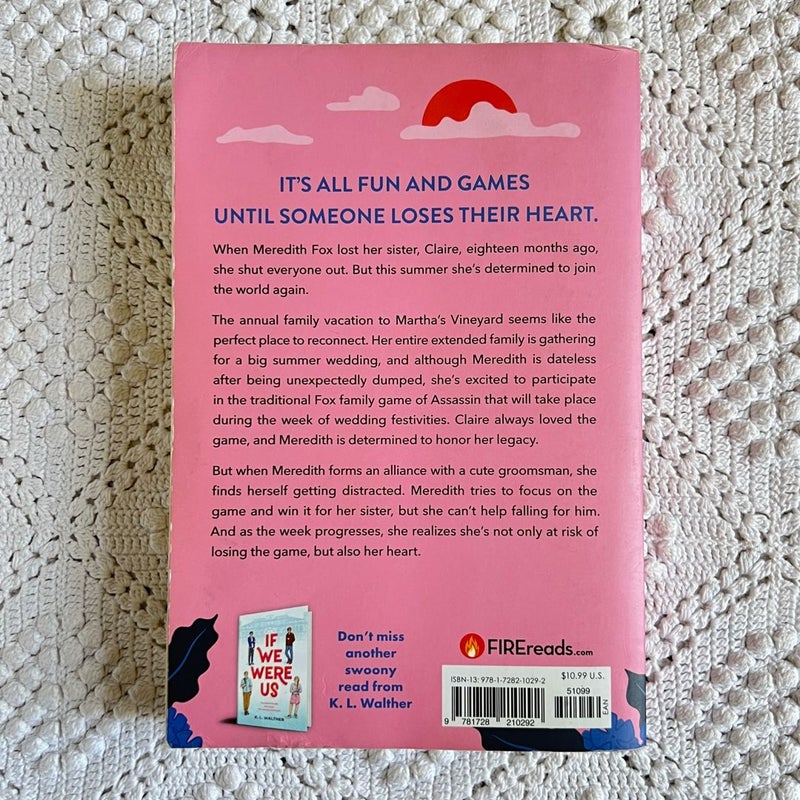 IT'S ALL FUN AND GAMES
UNTIL SOMEONE LOSES THEIR HEART.
When Meredith Fox lost her sister, Claire, eighteen months ago,
she shut everyone out. But this summer she's determined to join
the world again.
The annual family vacation to Martha's Vineyard seems like the
perfect place to reconnect. Her entire extended family is gathering
for a big summer wedding, and although Meredith is dateless
after being unexpectedly dumped, she's excited to participate
in the traditional Fox family game of Assassin that will take place
during the week of wedding festivities. Claire always loved the
game, and Meredith is determined to honor her legacy.
But when Meredith forms an alliance with a cute groomsman, she
finds herself getting distracted. Meredith tries to focus on the
game and win it for her sister, but she can't help falling for him.
And as the week progresses, she realizes she's not only at risk of
losing the game, but also her heart.
IF
WE
WERE
US
K. L. WALTHER
Don't miss
another
swoony
read from
K. L. Walther
FIREreads.com
ISBN-13: 978-1-7282-1029-2
$10.99 U.S.
51099
EAN
9 781728 210292